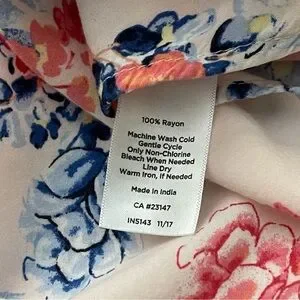 100% Rayon
Machine Wash Cold
Gentle Cycle
Only Non-Chlorine
Bleach When Needed
Line Dry
Warm Iron, if Needed
Made in India
CA #23147
IN5143 11/17